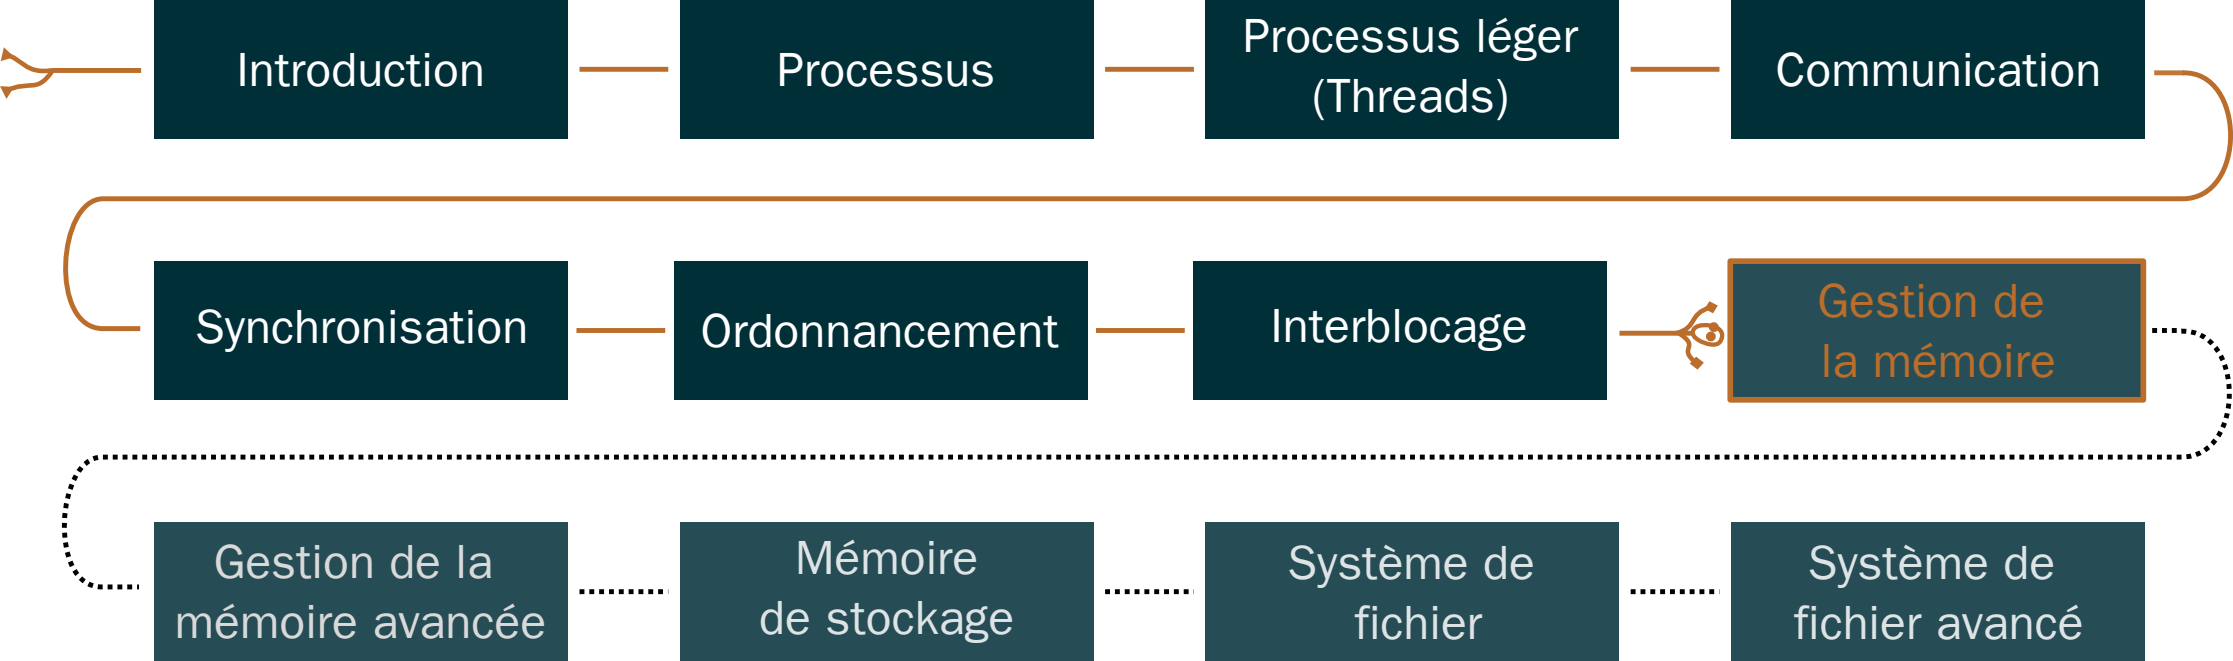 Introduction
Processus
Processus léger
(Threads)
Communication
Synchronisation
Ordonnancement
Interblocage
Gestion de
la mémoire
Gestion de la
mémoire avancée
Mémoire
de stockage
Système de
fichier
Système de
fichier avancé